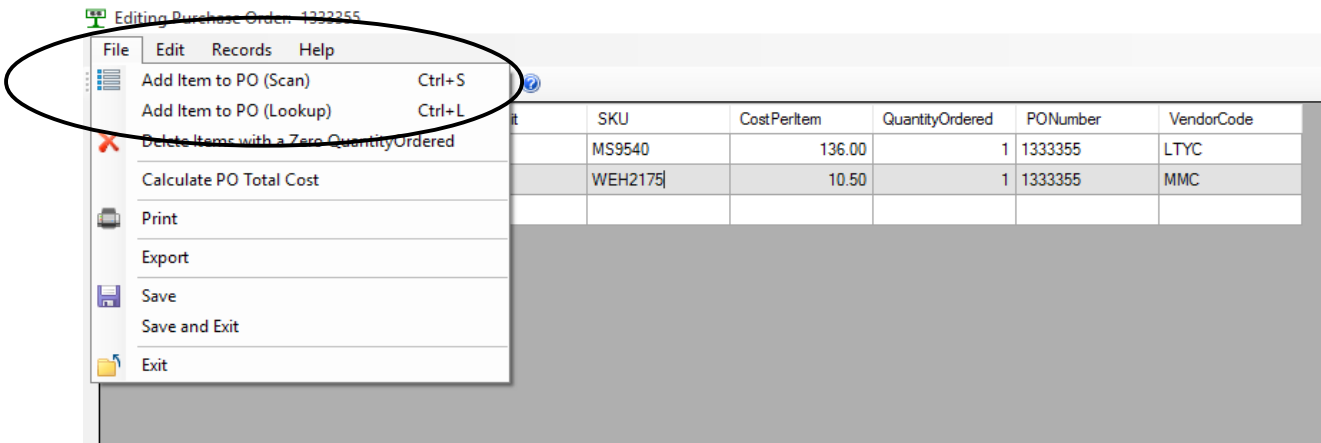 Editing Purchase Order: 1333355
File Edit Records Help
Add Item to PO (Scan) Ctrl+S
Add Item to PO (Lookup) Ctrl+L
SKU CostPerItem QuantityOrdered PONumber VendorCode
Delete Items with a Zero QuantityOrdered
MS9540 136.00 1 1333355 LTYC
Calculate PO Total Cost
WEH2175 10.50 1 1333355 MMC
Print
Export
Save
Save and Exit
Exit